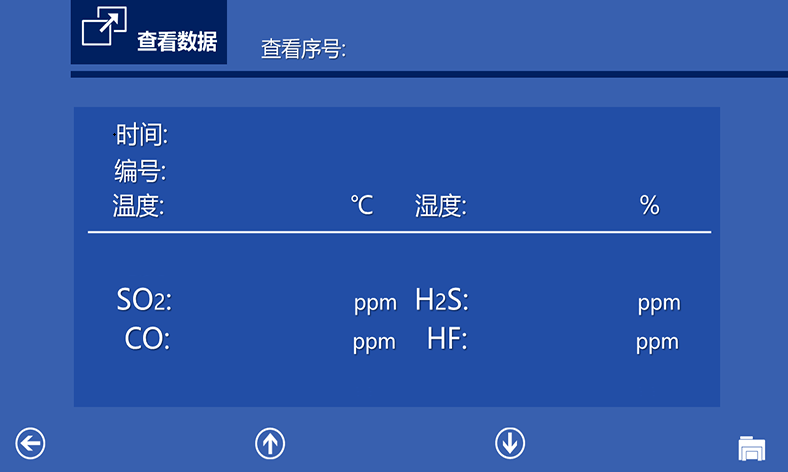 查看数据 查看序号:
时间:
编号:
温度: ℃ 湿度: %
SO2: ppm H2S: ppm
CO: ppm HF: ppm